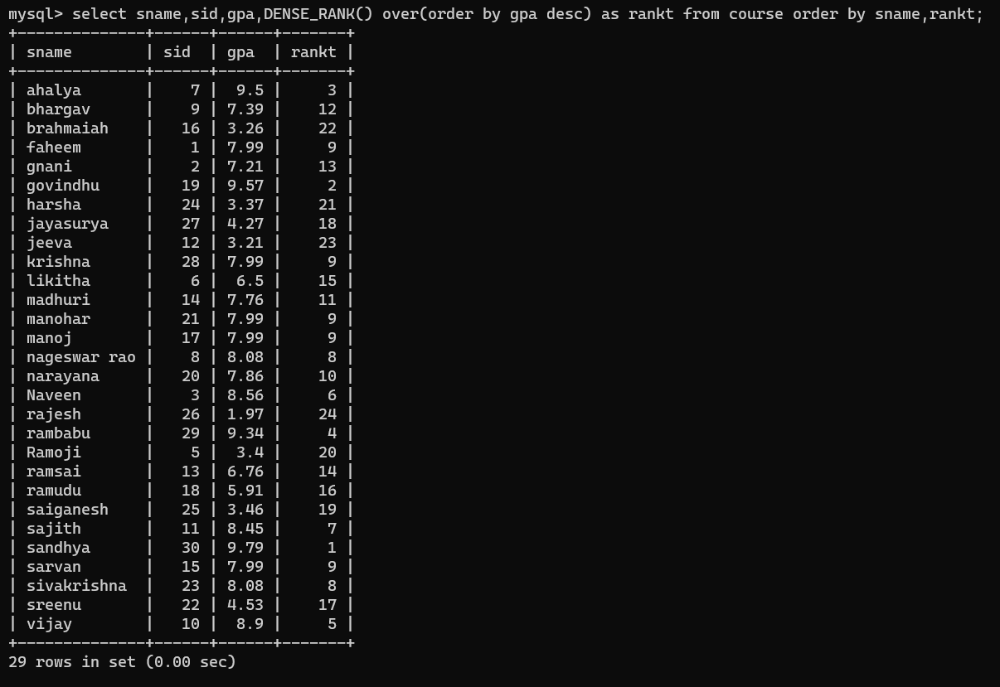 mysql> select sname,sid,gpa,DENSE_RANK() over(order by gpa desc) as rankt from course order by sname,rankt;
+--------------+------+------+-------+
| sname        | sid  | gpa  | rankt |
+--------------+------+------+-------+
| ahalya       |    7 |  9.5 |     3 |
| bhargav      |    9 | 7.39 |    12 |
| brahmaiah    |   16 | 3.26 |    22 |
| faheem       |    1 | 7.99 |     9 |
| gnani        |    2 | 7.21 |    13 |
| govindhu     |   19 | 9.57 |     2 |
| harsha       |   24 | 3.37 |    21 |
| jayasurya    |   27 | 4.27 |    18 |
| jeeva        |   12 | 3.21 |    23 |
| krishna      |   28 | 7.99 |     9 |
| likitha      |    6 |  6.5 |    15 |
| madhuri      |   14 | 7.76 |    11 |
| manohar      |   21 | 7.99 |     9 |
| manoj        |   17 | 7.99 |     9 |
| nageswar rao |    8 | 8.08 |     8 |
| narayana     |   20 | 7.86 |    10 |
| Naveen       |    3 | 8.56 |     6 |
| rajesh       |   26 | 1.97 |    24 |
| rambabu      |   29 | 9.34 |     4 |
| Ramoji       |    5 |  3.4 |    20 |
| ramsai       |   13 | 6.76 |    14 |
| ramudu       |   18 | 5.91 |    16 |
| saiganesh    |   25 | 3.46 |    19 |
| sajith       |   11 | 8.45 |     7 |
| sandhya      |   30 | 9.79 |     1 |
| sarvan       |   15 | 7.99 |     9 |
| sivakrishna  |   23 | 8.08 |     8 |
| sreenu       |   22 | 4.53 |    17 |
| vijay        |   10 |  8.9 |     5 |
+--------------+------+------+-------+
29 rows in set (0.00 sec)